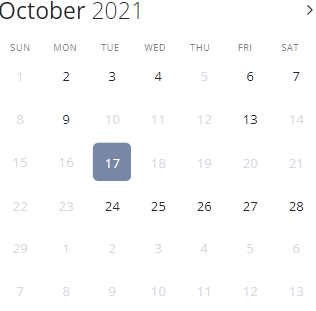 October 2021
SUN MON TUE WED THU FRI SAT
1 2 3 4 5 6 7
8 9 10 11 12 13 14
15 16 17 18 19 20 21
22 23 24 25 26 27 28
29 1 2 3 4 5 6
7 8 9 10 11 12 13